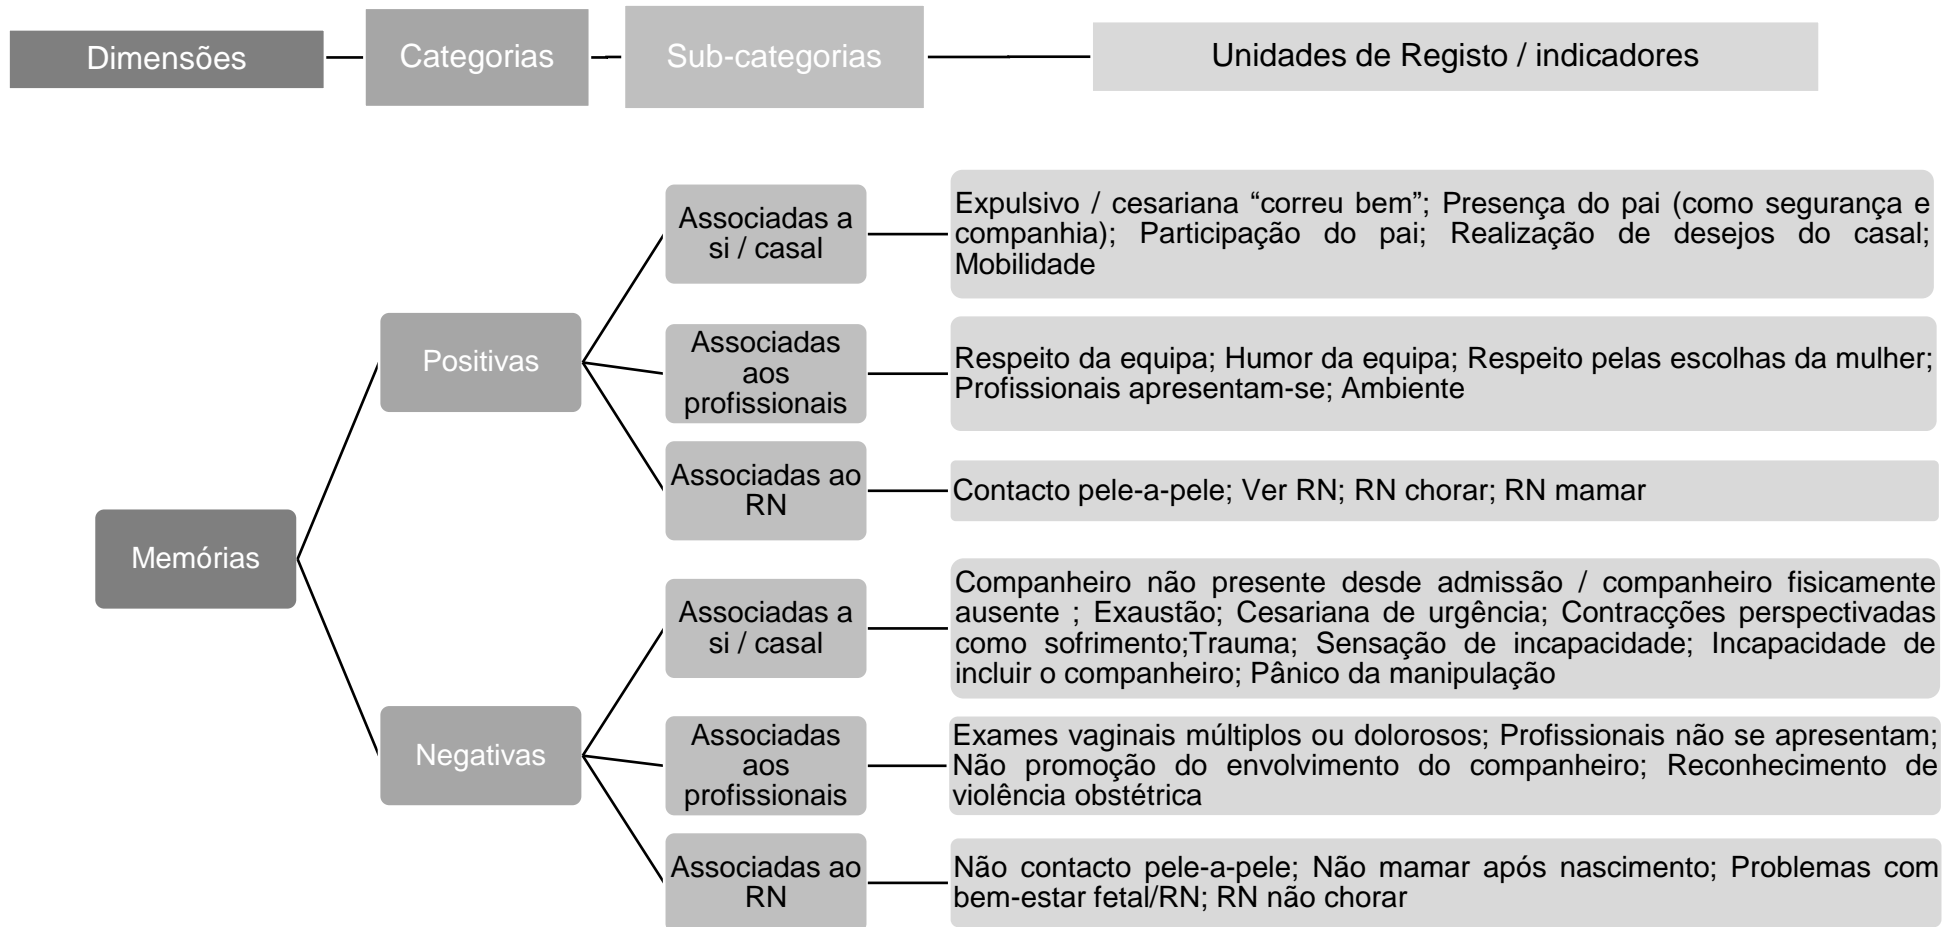 Dimensões
Categorias
Sub-categorias
Unidades de Registo / indicadores
Memórias
Positivas
Associadas a
si / casal
Expulsivo / cesariana “correu bem”; Presença do pai (como segurança e
companhia); Participação do pai; Realização de desejos do casal;
Mobilidade
Associadas
aos
profissionais
Respeito da equipa; Humor da equipa; Respeito pelas escolhas da mulher;
Profissionais apresentam-se; Ambiente
Associadas ao
RN
Contacto pele-a-pele; Ver RN; RN chorar; RN mamar
Negativas
Associadas a
si / casal
Companheiro não presente desde admissão / companheiro fisicamente
ausente ; Exaustão; Cesariana de urgência; Contracções perspectivadas
como sofrimento;Trauma; Sensação de incapacidade; Incapacidade de
incluir o companheiro; Pânico da manipulação
Associadas
aos
profissionais
Exames vaginais múltiplos ou dolorosos; Profissionais não se apresentam;
Não promoção do envolvimento do companheiro; Reconhecimento de
violência obstétrica
Associadas ao
RN
Não contacto pele-a-pele; Não mamar após nascimento; Problemas com
bem-estar fetal/RN; RN não chorar